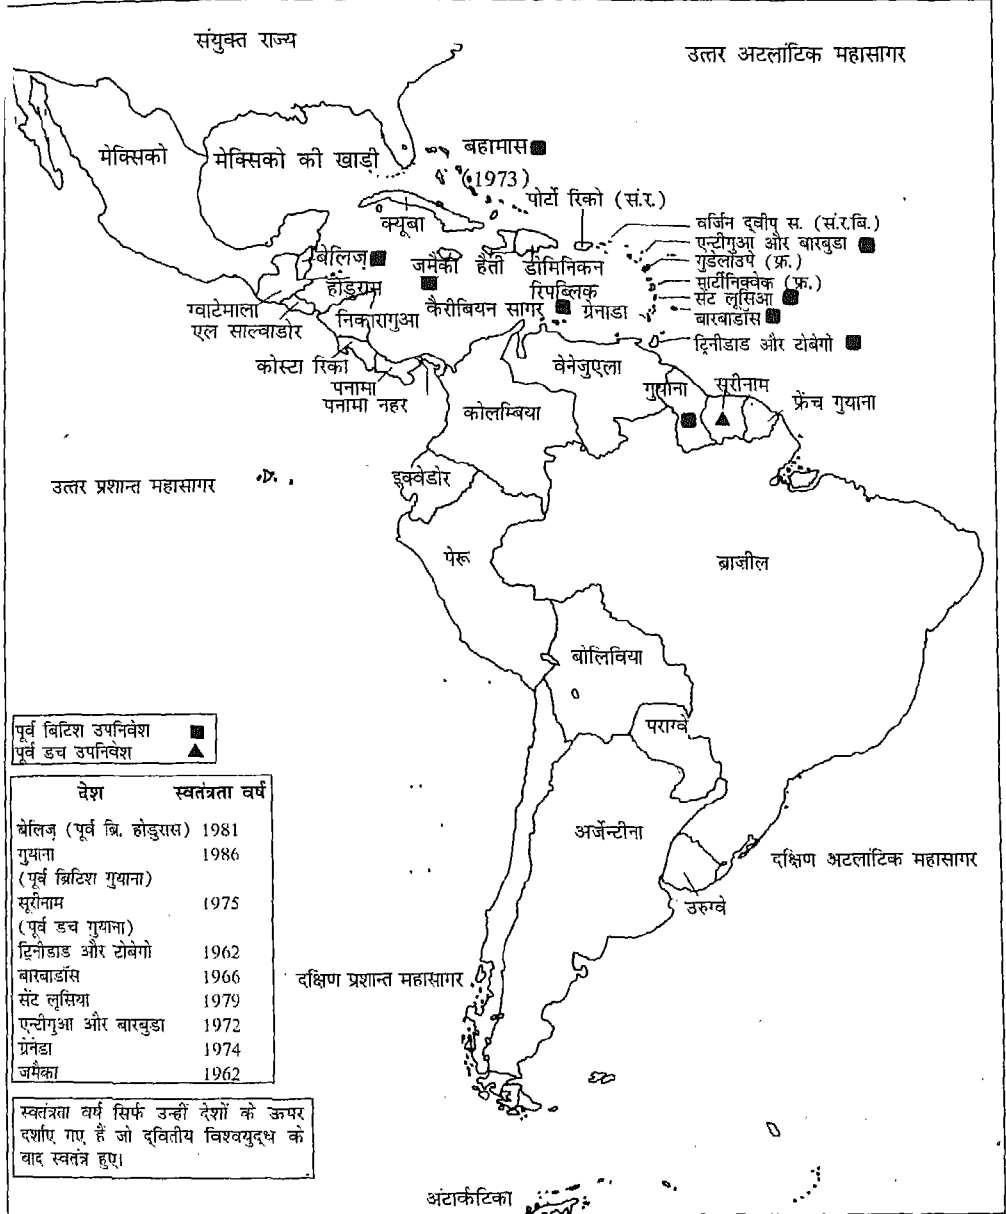 संयुक्त राज्य
उत्तर अटलांटिक महासागर
मेक्सिको
मेक्सिको की खाड़ी
बहामास
(1973)
पोर्टो रिको (सं.रं.)
क्यूबा
वर्जिन द्वीप स. (सं.र.बि.)
एन्टीगुआ और बारबुडा
गुडेलाउपे (फ्र.)
मार्टीनिक्वेक (फ्र.)
सेंट लूसिआ
बारबाडॉस
ट्रिनीडाड और टोबेगो
बेलिज़
जमैका
हैती
डोमिनिकन
रिपब्लिक
होंडुरास
ग्वाटेमाला
एल साल्वाडोर
निकारागुआ
कैरीबियन सागर
ग्रेनाडा
कोस्टा रिका
पनामा
पनामा नहर
वेनेजुएला
गुयाना
सूरीनाम
फ्रेंच गुयाना
कोलम्बिया
उत्तर प्रशान्त महासागर
इक्वेडोर
पेरू
ब्राज़ील
बोलिविया
पराग्वे
अर्जेन्टीना
उरुग्वे
दक्षिण अटलांटिक महासागर
दक्षिण प्रशान्त महासागर
अंटार्कटिका
पूर्व बिटिश उपनिवेश
पूर्व डच उपनिवेश
देश स्वतंत्रता वर्ष
बेलिज़ (पूर्व ब्रि. होडुरास) 1981
गुयाना 1986
(पूर्व ब्रिटिश गुयाना)
सूरीनाम 1975
(पूर्व डच गुयाना)
ट्रिनीडाड और टोबेगो 1962
बारबाडॉस 1966
सेंट लूसिया 1979
एन्टीगुआ और बारबुडा 1972
ग्रेनेडा 1974
जमैका 1962
स्वतंत्रता वर्ष सिर्फ उन्हीं देशों के ऊपर
दर्शाए गए हैं जो द्वितीय विश्वयुद्ध के
बाद स्वतंत्र हुए।